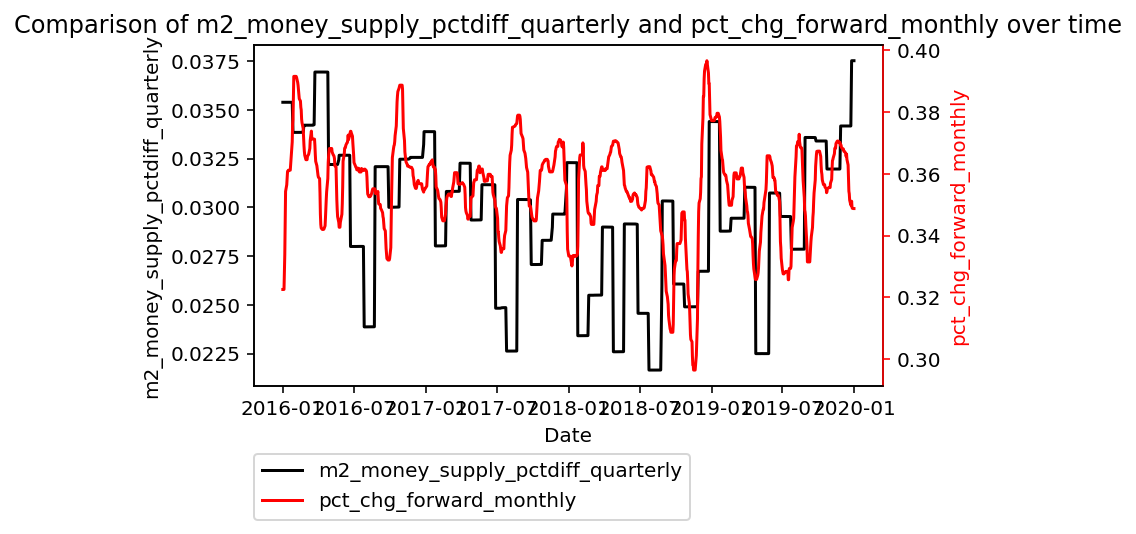 Comparison of m2_money_supply_pctdiff_quarterly and pct_chg_forward_monthly over time
m2_money_supply_pctdiff_quarterly
0.0375
0.0350
0.0325
0.0300
0.0275
0.0250
0.0225
0.40
0.38
0.36
0.34
0.32
0.30
pct_chg_forward_monthly
2016-01 2016-07 2017-01 2017-07 2018-01 2018-07 2019-01 2019-07 2020-01
Date
m2_money_supply_pctdiff_quarterly
pct_chg_forward_monthly